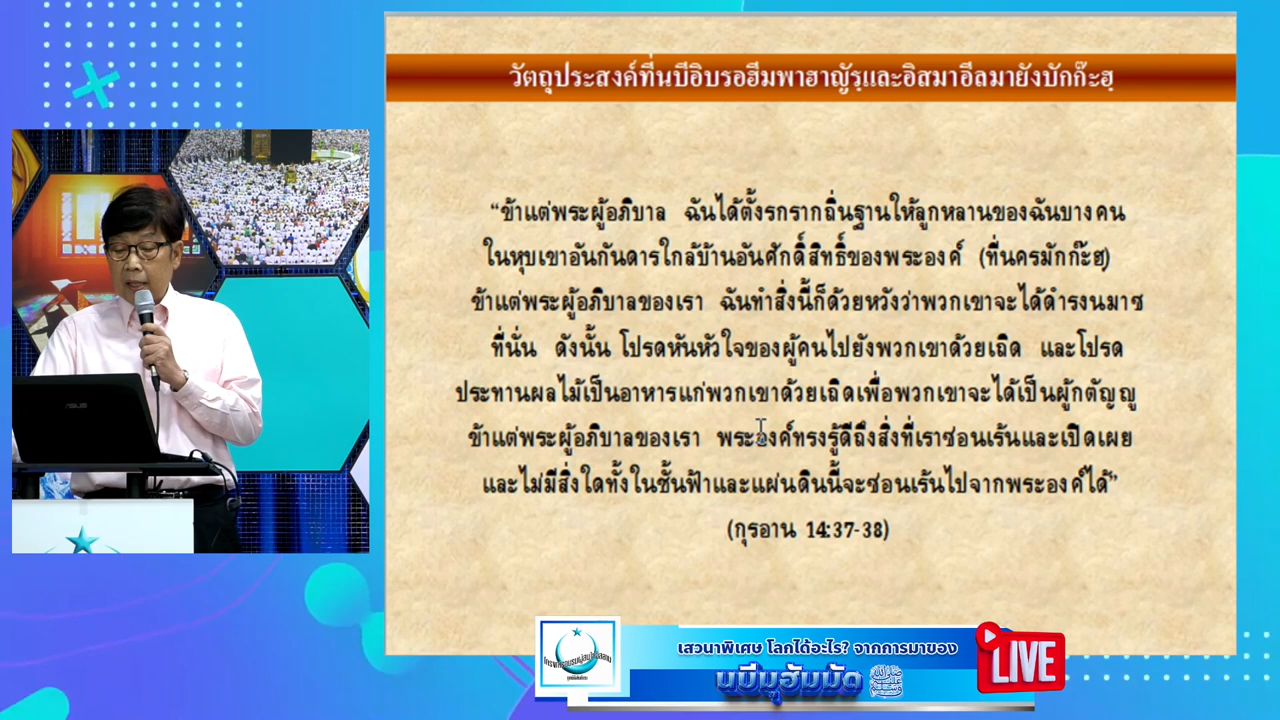 วัตถุประสงค์ที่นบีอิบรอฮีมพาฮาญัรฺและอิสมาอีลมายังบักก๊ะฮฺ
“ข้าแต่พระผู้อภิบาล ฉันได้ตั้งรกรากถิ่นฐานให้ลูกหลานของฉันบางคน
ในหุบเขาอันกันดารใกล้บ้านอันศักดิ์สิทธิ์ของพระองค์ (ที่นครมักก๊ะฮฺ)
ข้าแต่พระผู้อภิบาลของเรา ฉันทำสิ่งนี้ก็ด้วยหวังว่าพวกเขาจะได้ดำรงนมาซ
ที่นั่น ดังนั้น โปรดหันหัวใจของผู้คนไปยังพวกเขาด้วยเถิด และโปรด
ประทานผลไม้เป็นอาหารแก่พวกเขาด้วยเถิดเพื่อพวกเขาจะได้เป็นผู้กตัญญู
ข้าแต่พระผู้อภิบาลของเรา พระองค์ทรงรู้ดีถึงสิ่งที่เราซ่อนเร้นและเปิดเผย
และไม่มีสิ่งใดทั้งในชั้นฟ้าและแผ่นดินนี้จะซ่อนเร้นไปจากพระองค์ได้”
(กุรอาน 14:37-38)
ASUS
เสวนาพิเศษ โลกได้อะไร? จากการมาของ
นบีมุฮัมมัด
LIVE